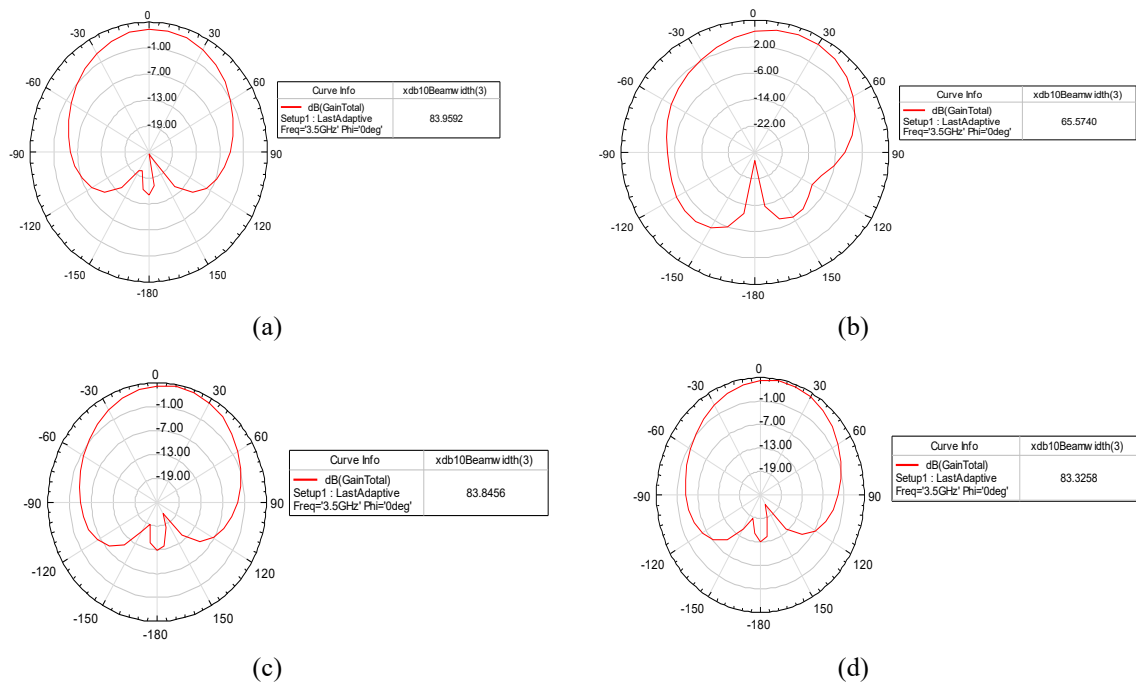 0
-30
30
-1.00
-60
60
-7.00
-13.00
-19.00
-90
90
-120
120
-150
150
-180
Curve Info
xdb10Beamwidth(3)
dB(GainTotal)
Setup1 : LastAdaptive
Freq='3.5GHz' Phi='0deg'
83.9592
(a)
0
-30
30
2.00
-60
60
-6.00
-14.00
-22.00
-90
90
-120
120
-150
150
-180
Curve Info
xdb10Beamwidth(3)
dB(GainTotal)
Setup1 : LastAdaptive
Freq='3.5GHz' Phi='0deg'
65.5740
(b)
0
-30
30
-1.00
-60
60
-7.00
-13.00
-19.00
-90
90
-120
120
-150
150
-180
Curve Info
xdb10Beamwidth(3)
dB(GainTotal)
Setup1 : LastAdaptive
Freq='3.5GHz' Phi='0deg'
83.8456
(c)
0
-30
30
-1.00
-60
60
-7.00
-13.00
-19.00
-90
90
-120
120
-150
150
-180
Curve Info
xdb10Beamwidth(3)
dB(GainTotal)
Setup1 : LastAdaptive
Freq='3.5GHz' Phi='0deg'
83.3258
(d)